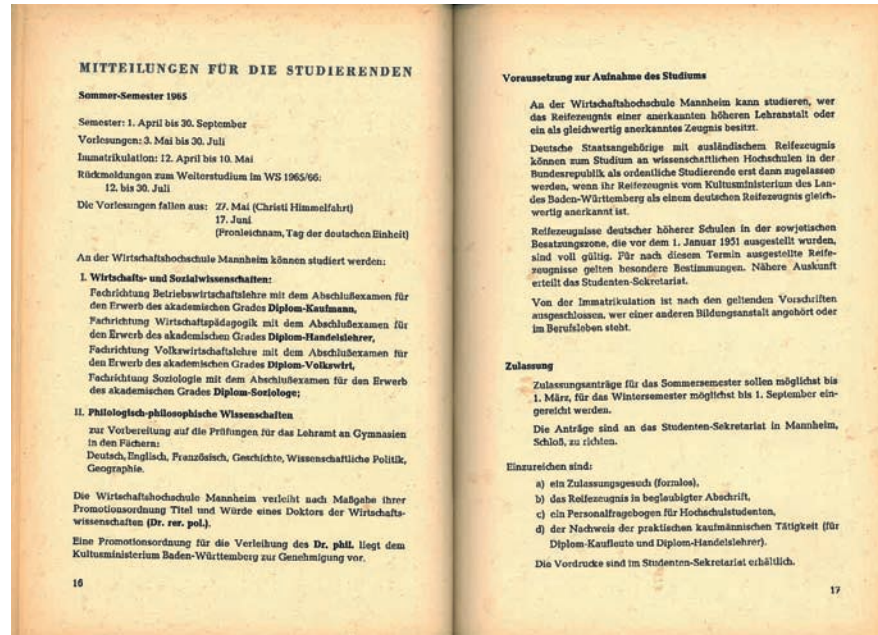 MITTEILUNGEN FÜR DIE STUDIERENDEN
Sommer-Semester 1965
Semester: 1. April bis 30. September
Vorlesungen: 3. Mai bis 30. Juli
Immatrikulation: 12. April bis 10. Mai
Rückmeldungen zum Weiterstudium im WS 1965/66:
12. bis 30. Juli
Die Vorlesungen fallen aus: 27. Mai (Christi Himmelfahrt)
17. Juni
(Fronleichnam, Tag der deutschen Einheit)
An der Wirtschaftshochschule Mannheim können studiert werden:
I. Wirtschafts- und Sozialwissenschaften:
Fachrichtung Betriebswirtschaftslehre mit dem Abschlußexamen für
den Erwerb des akademischen Grades Diplom-Kaufmann,
Fachrichtung Wirtschaftspädagogik mit dem Abschlußexamen für
den Erwerb des akademischen Grades Diplom-Handelslehrer,
Fachrichtung Volkswirtschaftslehre mit dem Abschlußexamen für
den Erwerb des akademischen Grades Diplom-Volkswirt,
Fachrichtung Soziologie mit dem Abschlußexamen für den Erwerb
des akademischen Grades Diplom-Soziologe;
II. Philologisch-philosophische Wissenschaften
zur Vorbereitung auf die Prüfungen für das Lehramt an Gymnasien
in den Fächern:
Deutsch, Englisch, Französisch, Geschichte, Wissenschaftliche Politik,
Geographie.
Die Wirtschaftshochschule Mannheim verleiht nach Maßgabe ihrer
Promotionsordnung Titel und Würde eines Doktors der Wirtschafts-
wissenschaften (Dr. rer. pol.).
Eine Promotionsordnung für die Verleihung des Dr. phil. liegt dem
Kultusministerium Baden-Württemberg zur Genehmigung vor.
16
Voraussetzung zur Aufnahme des Studiums
An der Wirtschaftshochschule Mannheim kann studieren, wer
das Reifezeugnis einer anerkannten höheren Lehranstalt oder
ein als gleichwertig anerkanntes Zeugnis besitzt.
Deutsche Staatsangehörige mit ausländischem Reifezeugnis
können zum Studium an wissenschaftlichen Hochschulen in der
Bundesrepublik als ordentliche Studierende erst dann zugelassen
werden, wenn ihr Reifezeugnis vom Kultusministerium des Lan-
des Baden-Württemberg als einem deutschen Reifezeugnis gleich-
wertig anerkannt ist.
Reifezeugnisse deutscher höherer Schulen in der sowjetischen
Besatzungszone, die vor dem 1. Januar 1951 ausgestellt wurden,
sind voll gültig. Für nach diesem Termin ausgestellte Reife-
zeugnisse gelten besondere Bestimmungen. Nähere Auskunft
erteilt das Studenten-Sekretariat.
Von der Immatrikulation ist nach den geltenden Vorschriften
ausgeschlossen, wer einer anderen Bildungsanstalt angehört oder
im Berufsleben steht.
Zulassung
Zulassungsanträge für das Sommersemester sollen möglichst bis
1. März, für das Wintersemester möglichst bis 1. September ein-
gereicht werden.
Die Anträge sind an das Studenten-Sekretariat in Mannheim,
Schloß, zu richten.
Einzureichen sind:
a) ein Zulassungsgesuch (formlos),
b) das Reifezeugnis in beglaubigter Abschrift,
c) ein Personalfragebogen für Hochschulstudenten,
d) der Nachweis der praktischen kaufmännischen Tätigkeit (für
Diplom-Kaufleute und Diplom-Handelslehrer).
Die Vordrucke sind im Studenten-Sekretariat erhältlich.
17